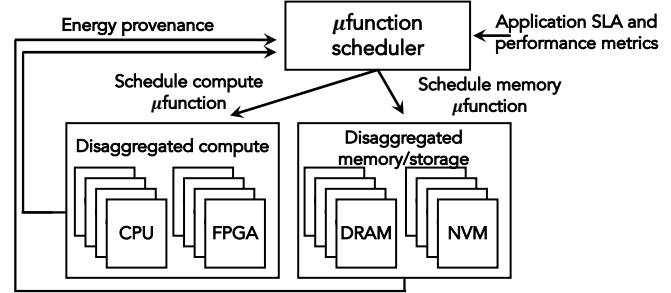 Energy provenance
μfunction
scheduler
Application SLA and
performance metrics
Schedule compute
μfunction
Schedule memory
μfunction
Disaggregated compute
Disaggregated
memory/storage
CPU
FPGA
DRAM
NVM